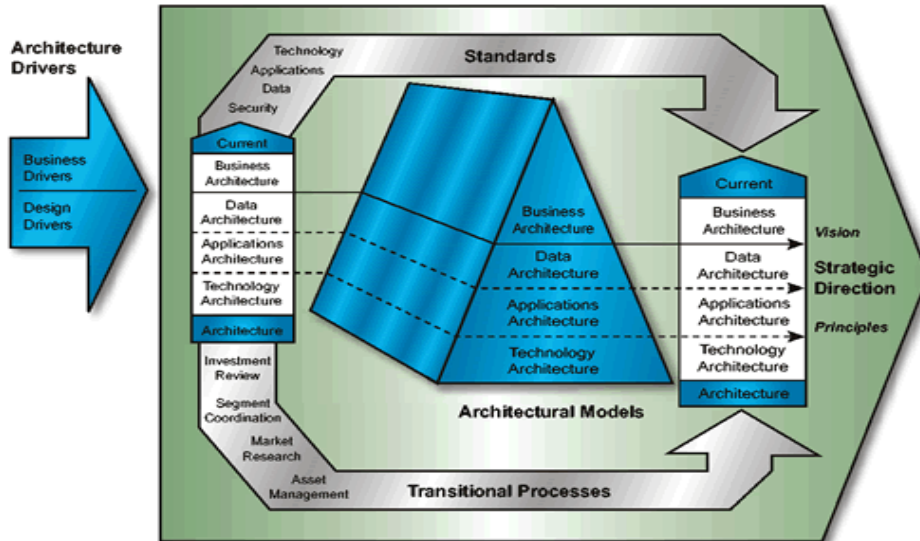 Architecture
Drivers
Business
Drivers
Design
Drivers
Technology
Applications
Data
Security
Standards
Current
Business
Architecture
Data
Architecture
Applications
Architecture
Technology
Architecture
Architecture
Investment
Review
Segment
Coordination
Market
Research
Asset
Management
Transitional Processes
Business
Architecture
Data
Architecture
Applications
Architecture
Technology
Architecture
Architectural Models
Current
Business
Architecture
Data
Architecture
Applications
Architecture
Technology
Architecture
Architecture
Vision
Strategic
Direction
Principles